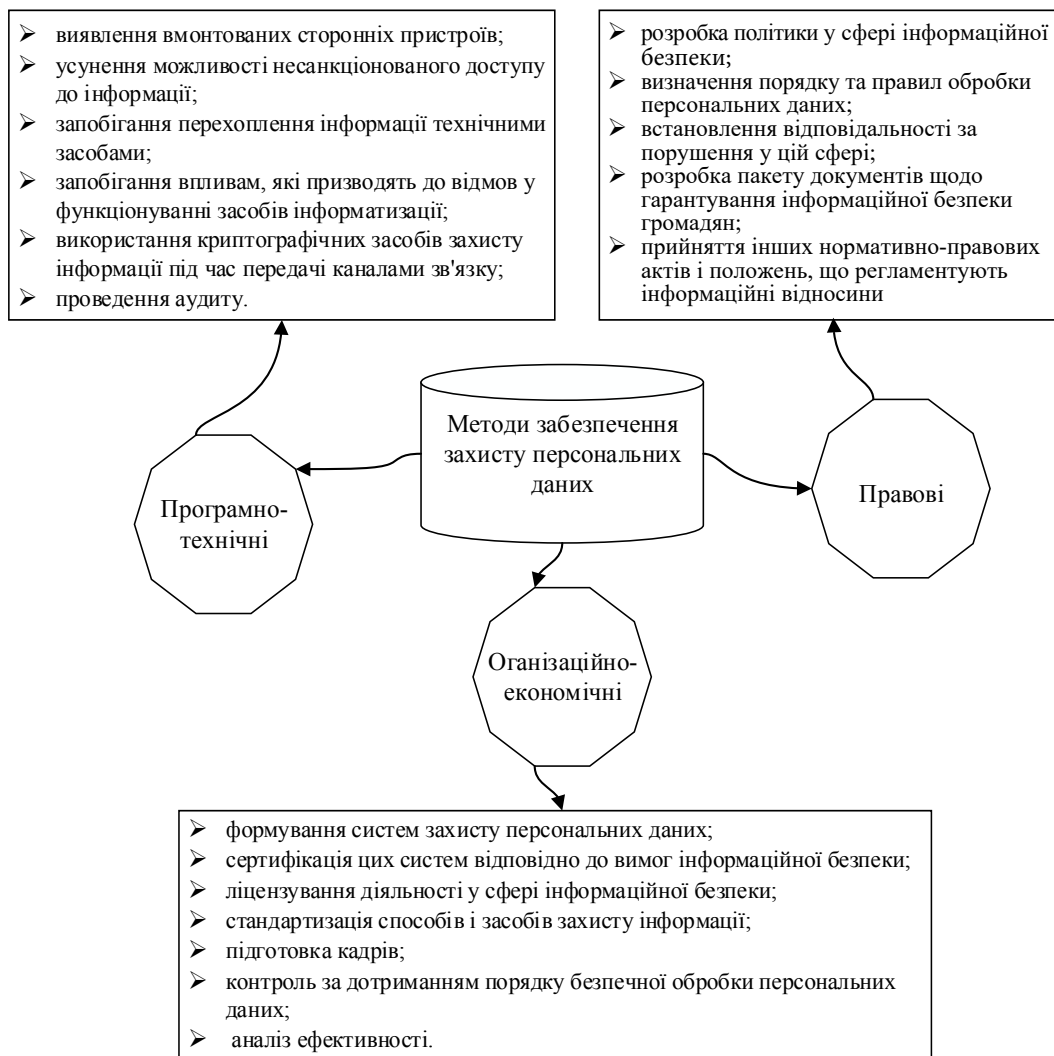 ➢ виявлення вмонтованих сторонніх пристроїв;
➢ усунення можливості несанкціонованого доступу
до інформації;
➢ запобігання перехоплення інформації технічними
засобами;
➢ запобігання впливам, які призводять до відмов у
функціонуванні засобів інформатизації;
➢ використання криптографічних засобів захисту
інформації під час передачі каналами зв'язку;
➢ проведення аудиту.
➢ розробка політики у сфері інформаційної
безпеки;
➢ визначення порядку та правил обробки
персональних даних;
➢ встановлення відповідальності за
порушення у цій сфері;
➢ розробка пакету документів щодо
гарантування інформаційної безпеки
громадян;
➢ прийняття інших нормативно-правових
актів і положень, що регламентують
інформаційні відносини
Методи забезпечення
захисту персональних
даних
Програмно-
технічні
Правові
Оганізаційно-
економічні
➢ формування систем захисту персональних даних;
➢ сертифікація цих систем відповідно до вимог інформаційної безпеки;
➢ ліцензування діяльності у сфері інформаційної безпеки;
➢ стандартизація способів і засобів захисту інформації;
➢ підготовка кадрів;
➢ контроль за дотриманням порядку безпечної обробки персональних
даних;
➢ аналіз ефективності.